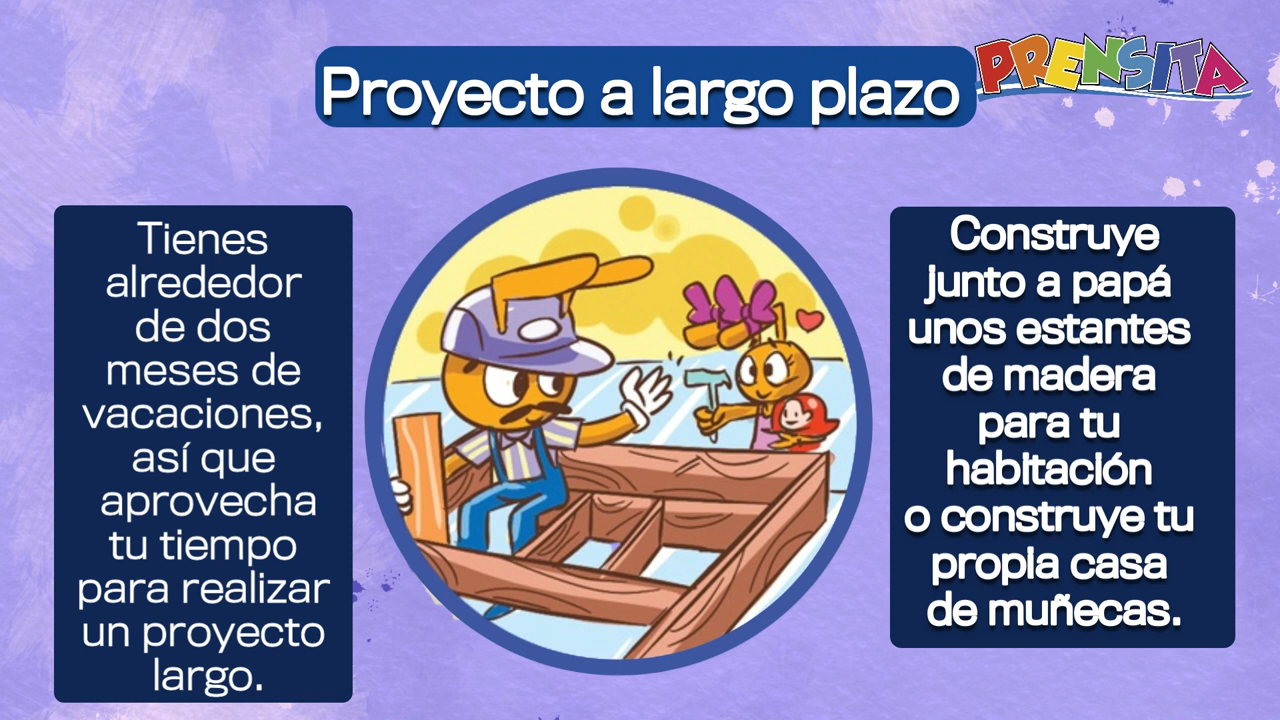 Proyecto a largo plazo
PRENSITA
Tienes
alrededor
de dos
meses de
vacaciones,
así que
aprovecha
tu tiempo
para realizar
un proyecto
largo.
Construye
junto a papá
unos estantes
de madera
para tu
habitación
o construye tu
propia casa
de muñecas.